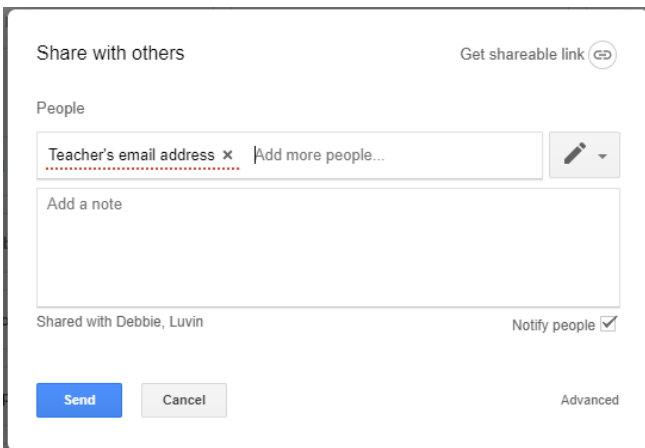 Share with others Get shareable link
People
Teacher's email address × Add more people...
Add a note
Shared with Debbie, Luvin Notify people
Send Cancel Advanced